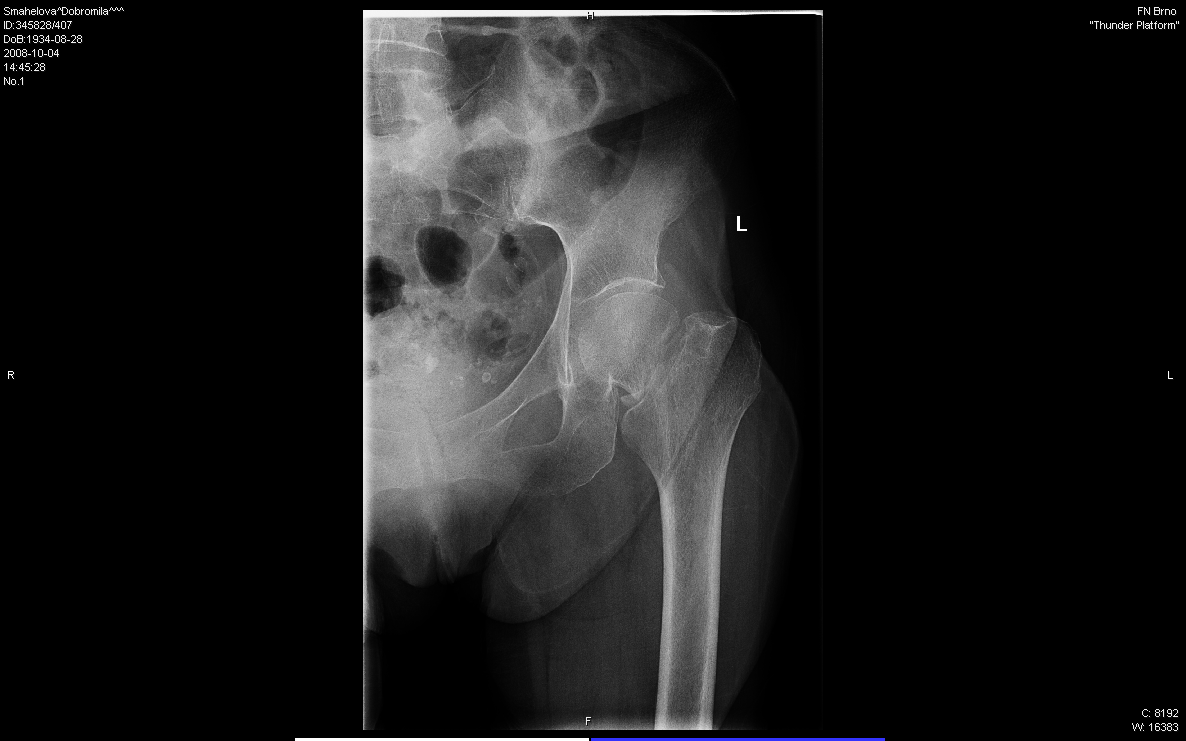 Smahelova^Dobromila^^^
ID:345828/407
DoB:1934-08-28
2008-10-04
14:45:28
No.1
FN Brno
"Thunder Platform"
H
L
R
L
F
C: 8192
W: 16383